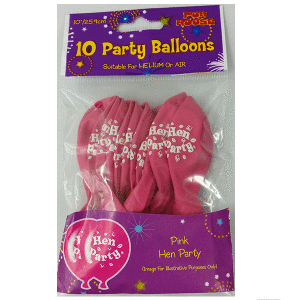 10"/25.4cm
FUN
HOUSE
10 Party Balloons
Suitable For HELIUM Or AIR
Hen
Party
Hen
Party
Hen
Party
Pink
Hen Party
(Image For Illustrative Purposes Only)